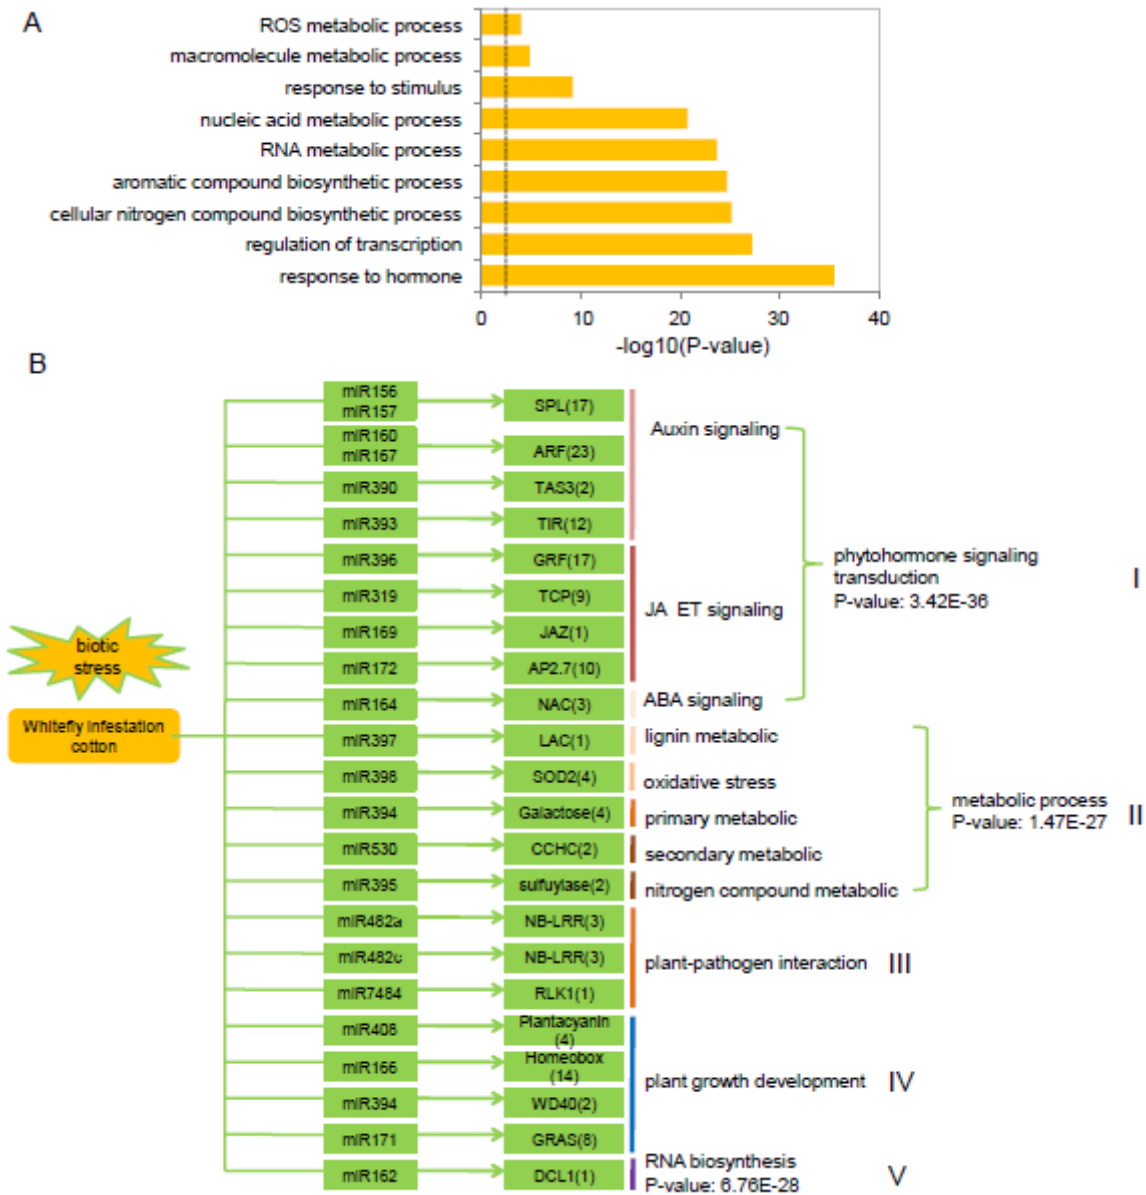 A
ROS metabolic process
macromolecule metabolic process
response to stimulus
nucleic acid metabolic process
RNA metabolic process
aromatic compound biosynthetic process
cellular nitrogen compound biosynthetic process
regulation of transcription
response to hormone
0 10 20 30 40
-log10(P-value)
B
biotic
stress
Whitefly infestation
cotton
miR156
miR157
SPL(17)
miR160
miR167
ARF(23)
miR390
TAS3(2)
miR393
TIR(12)
Auxin signaling
miR396
GRF(17)
miR319
TCP(9)
miR169
JAZ(1)
miR172
AP2.7(10)
JA ET signaling
miR164
NAC(3)
ABA signaling
phytohormone signaling
transduction
P-value: 3.42E-36
I
miR397
LAC(1)
lignin metabolic
miR398
SOD2(4)
oxidative stress
miR394
Galactose(4)
primary metabolic
miR530
CCHC(2)
secondary metabolic
miR395
sulfuylase(2)
nitrogen compound metabolic
metabolic process
P-value: 1.47E-27
II
miR482a
NB-LRR(3)
miR482c
NB-LRR(3)
miR7484
RLK1(1)
plant-pathogen interaction
III
miR408
Plantacyanin
(4)
miR166
Homeobox
(14)
miR394
WD40(2)
miR171
GRAS(8)
plant growth development
IV
miR162
DCL1(1)
RNA biosynthesis
P-value: 6.76E-28
V